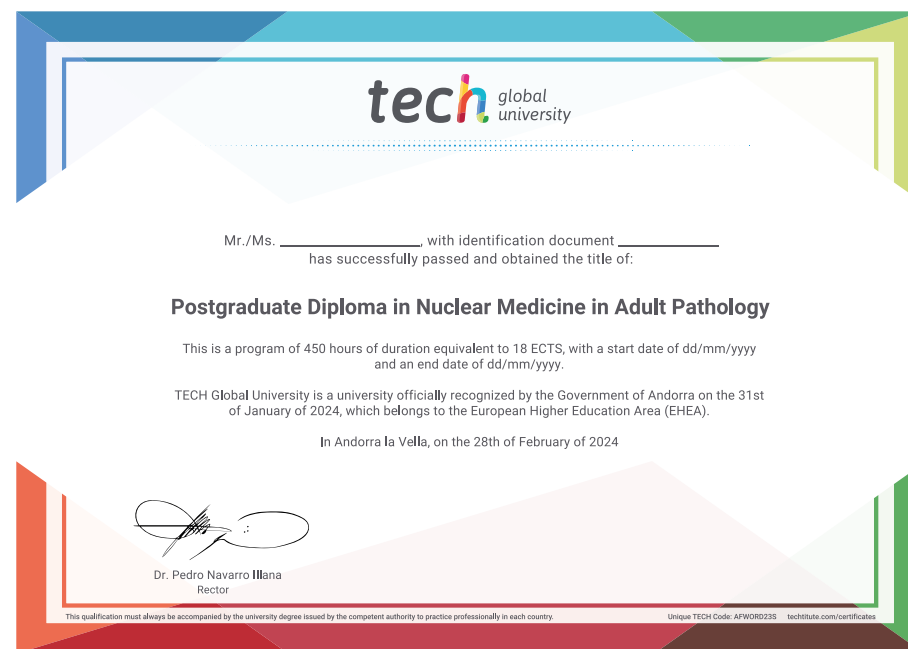 tech global university
Mr./Ms. ____________________, with identification document ______________
has successfully passed and obtained the title of:
Postgraduate Diploma in Nuclear Medicine in Adult Pathology
This is a program of 450 hours of duration equivalent to 18 ECTS, with a start date of dd/mm/yyyy
and an end date of dd/mm/yyyy.
TECH Global University is a university officially recognized by the Government of Andorra on the 31st
of January of 2024, which belongs to the European Higher Education Area (EHEA).
In Andorra la Vella, on the 28th of February of 2024
Dr. Pedro Navarro Illana
Rector
This qualification must always be accompanied by the university degree issued by the competent authority to practice professionally in each country.
Unique TECH Code: AFWORD23S techtitute.com/certificates